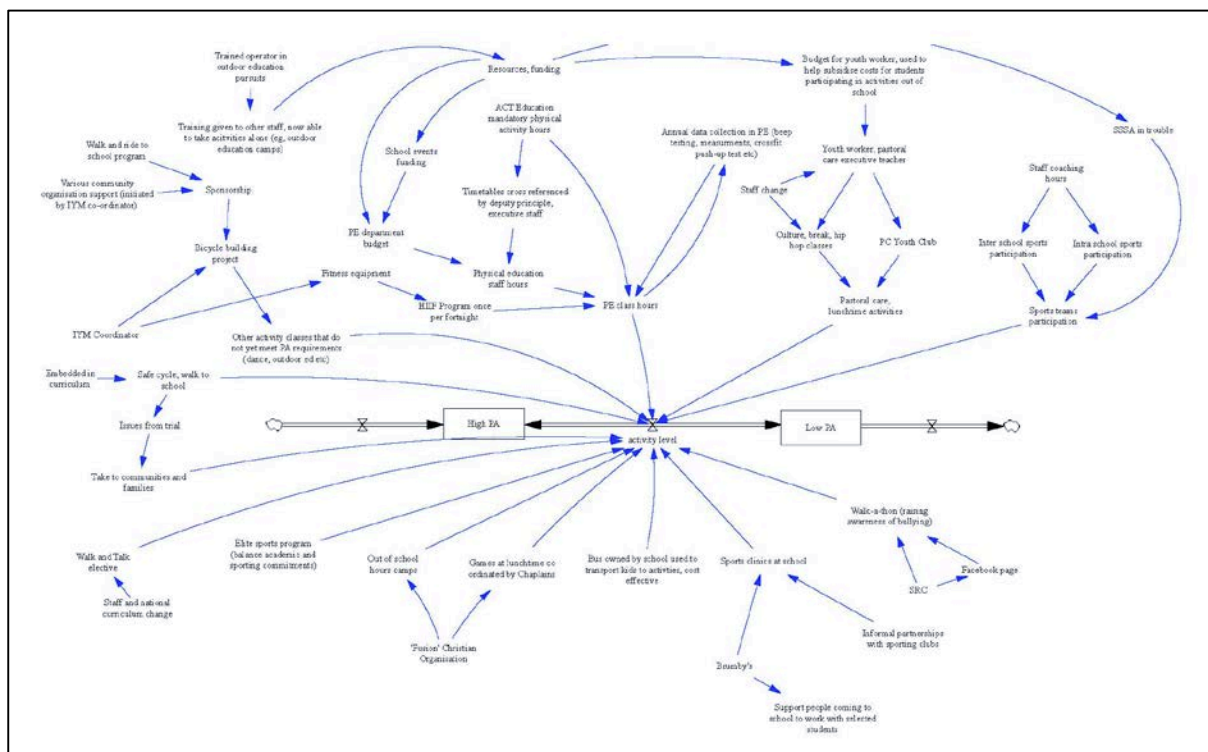 Trained operator in
outdoor education
pursuits
Resources, funding
Budget for youth worker, used to
help subsidise costs for students
participating in activities out of
school
Training given to other staff, now able
to take activities alone (eg, outdoor
education camps)
ACT Education
mandatory physical
activity hours
Annual data collection in PE (beep
testing, measurments, crossfit
push-up test etc)
SSSA in trouble
Walk and ride to
school program
School events
funding
Youth worker, pastoral
care executive teacher
Staff coaching
hours
Various community
organisation support (initiated
by IYM co-ordinator)
Sponsorship
Timetables cross referenced
by deputy principle,
executive staff
Staff change
PE department
budget
Culture, break, hip
hop classes
PC Youth Club
Inter school sports
participation
Intra school sports
participation
Bicycle building
project
Fitness equipment
Physical education
staff hours
HEF Program once
per fortnight
PE class hours
Pastoral care,
lunchtime activities
Sports teams
participation
IYM Coordinator
Other activity classes that do
not yet meet PA requirements
(dance, outdoor ed etc)
Embedded in
curriculum
Safe cycle, walk to
school
Issues from trial
High PA
Low PA
activity level
Take to communities and
families
Walk-a-thon (raising
awareness of bullying)
Walk and Talk
elective
Elite sports program
(balance academic and
sporting commitments)
Out of school
hours camps
Games at lunchtime co
ordinated by Chaplains
Bus owned by school used to
transport kids to activties, cost
effective
Sports clinics at school
Facebook page
SRC
Staff and national
curriculum change
'Fusion' Christian
Organisation
Informal partnerships
with sporting clubs
Brumby's
Support people coming to
school to work with selected
students